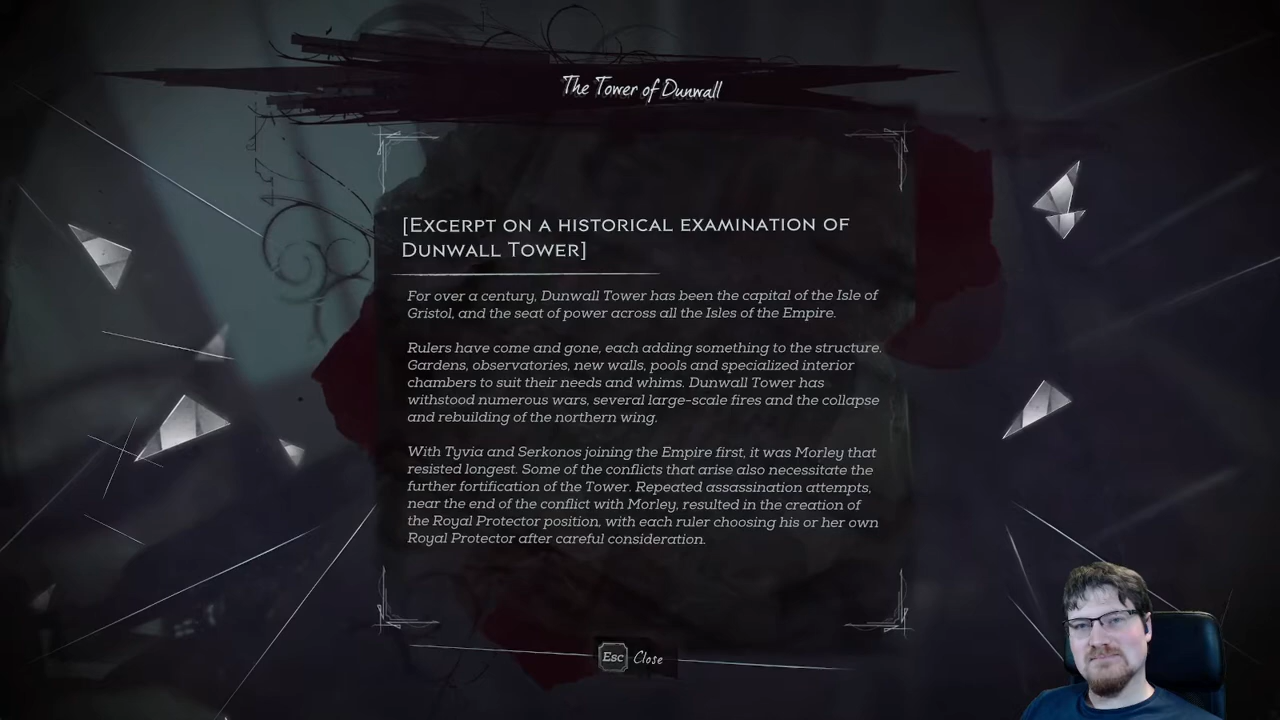 The Tower of Dunwall
[Excerpt on a historical examination of
Dunwall Tower]
For over a century, Dunwall Tower has been the capital of the Isle of
Gristol, and the seat of power across all the Isles of the Empire.
Rulers have come and gone, each adding something to the structure.
Gardens, observatories, new walls, pools and specialized interior
chambers to suit their needs and whims. Dunwall Tower has
withstood numerous wars, several large-scale fires and the collapse
and rebuilding of the northern wing.
With Tyvia and Serkonos joining the Empire first, it was Morley that
resisted longest. Some of the conflicts that arise also necessitate the
further fortification of the Tower. Repeated assassination attempts,
near the end of the conflict with Morley, resulted in the creation of
the Royal Protector position, with each ruler choosing his or her own
Royal Protector after careful consideration.
Esc Close